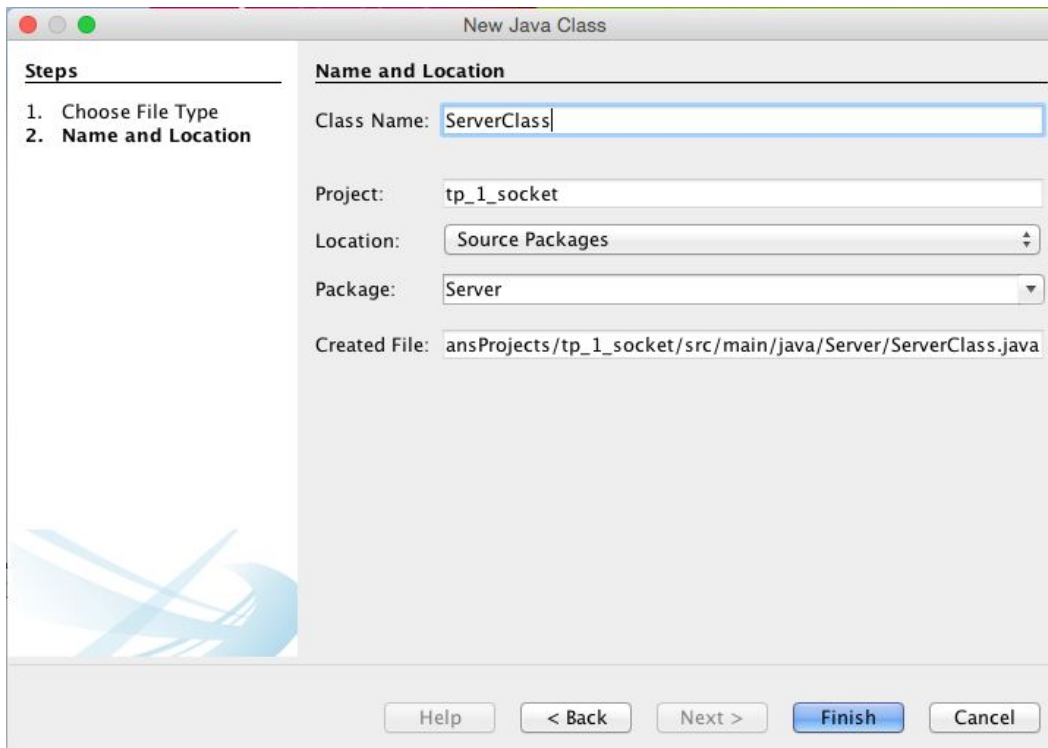 New Java Class
Steps
1. Choose File Type
2. Name and Location
Name and Location
Class Name: ServerClass
Project: tp_1_socket
Location: Source Packages
Package: Server
Created File: ansProjects/tp_1_socket/src/main/java/Server/ServerClass.java
Help < Back Next > Finish Cancel